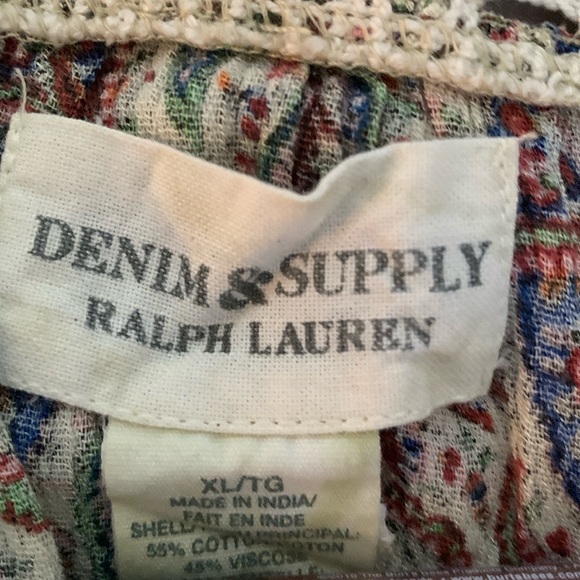 DENIM & SUPPLY
RALPH LAUREN
XL/TG
MADE IN INDIA/
FAIT EN INDE
SHELL/ PRINCIPAL:
55% COTTON/COTON
45% VISCOSE